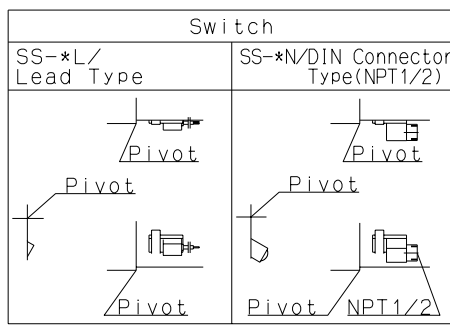 Switch
SS-*L/
Lead Type
SS-*N/DIN Connector
Type(NPT1/2)
Pivot
Pivot
Pivot
Pivot
Pivot
Pivot
NPT1/2